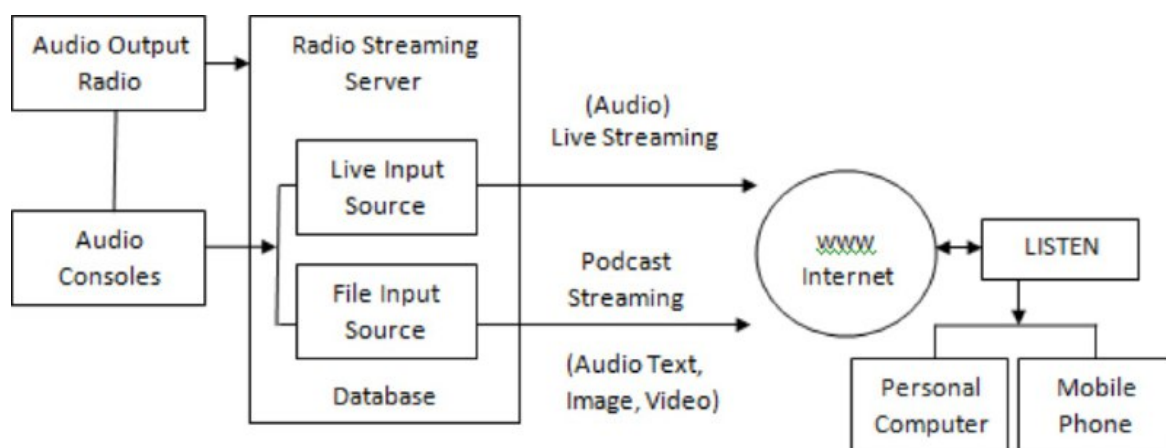 Audio Output
Radio
Radio Streaming
Server
(Audio)
Live Streaming
Live Input
Source
Audio
Consoles
www
Internet
LISTEN
Podcast
Streaming
File Input
Source
(Audio Text,
Image, Video)
Database
Personal
Computer
Mobile
Phone